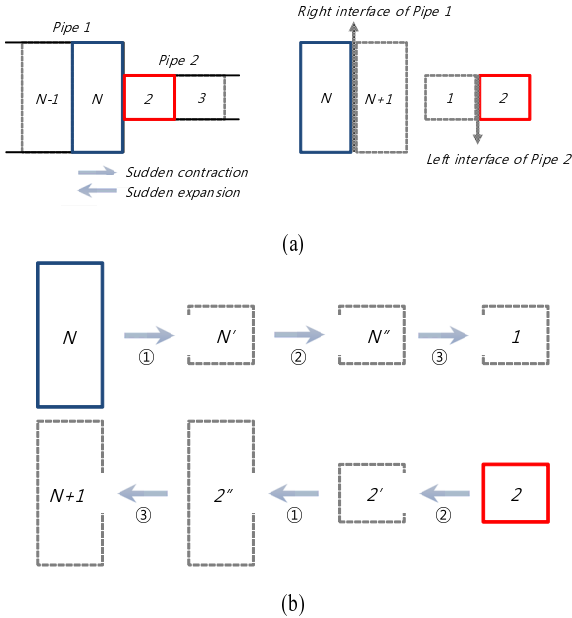 Right interface of Pipe 1
Pipe 1
Pipe 2
N-1 N 2 3
N N+1 1 2
Left interface of Pipe 2
Sudden contraction
Sudden expansion
(a)
N N′ N″ 1
① ② ③
N+1 2″ 2′ 2
③ ① ②
(b)